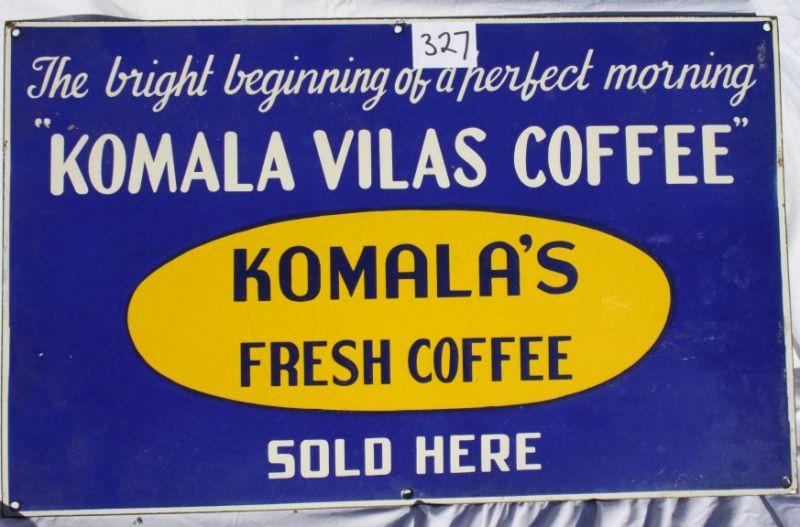 327
The bright beginning of a perfect morning
"KOMALA VILAS COFFEE"
KOMALA'S
FRESH COFFEE
SOLD HERE